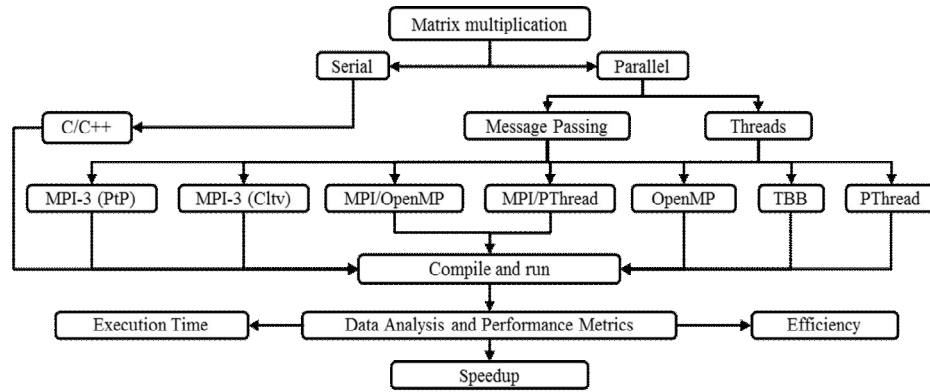 Matrix multiplication
Serial
Parallel
C/C++
Message Passing
Threads
MPI-3 (PtP)
MPI-3 (Cltv)
MPI/OpenMP
MPI/PThread
OpenMP
TBB
PThread
Compile and run
Execution Time
Data Analysis and Performance Metrics
Efficiency
Speedup